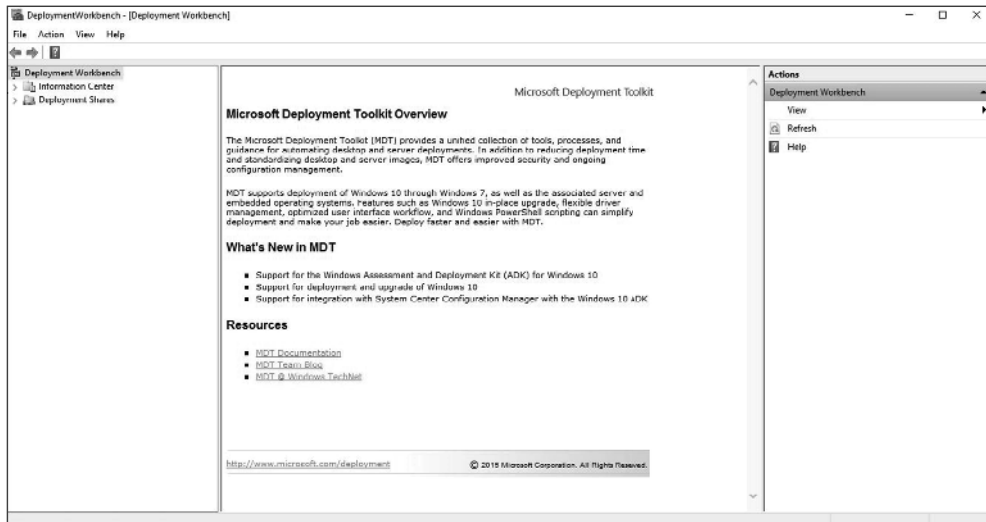 DeploymentWorkbench - [Deployment Workbench]
File Action View Help
Deployment Workbench
Information Center
Deployment Shares
Microsoft Deployment Toolkit
Microsoft Deployment Toolkit Overview
The Microsoft Deployment Toolkit (MDT) provides a unified collection of tools, processes, and
guidance for automating desktop and server deployments. In addition to reducing deployment time
and standardizing desktop and server images, MDT offers improved security and ongoing
configuration management.
MDT supports deployment of Windows 10 through Windows 7, as well as the associated server and
embedded operating systems. Features such as Windows 10 in-place upgrade, flexible driver
management, optimized user interface workflow, and Windows PowerShell scripting can simplify
deployment and make your job easier. Deploy faster and easier with MDT.
What's New in MDT
Support for the Windows Assessment and Deployment Kit (ADK) for Windows 10
Support for deployment and upgrade of Windows 10
Support for integration with System Center Configuration Manager with the Windows 10 ADK
Resources
MDT Documentation
MDT Team Blog
MDT @ Windows TechNet
http://www.microsoft.com/deployment
© 2015 Microsoft Corporation. All Rights Reserved.
Actions
Deployment Workbench
View
Refresh
Help